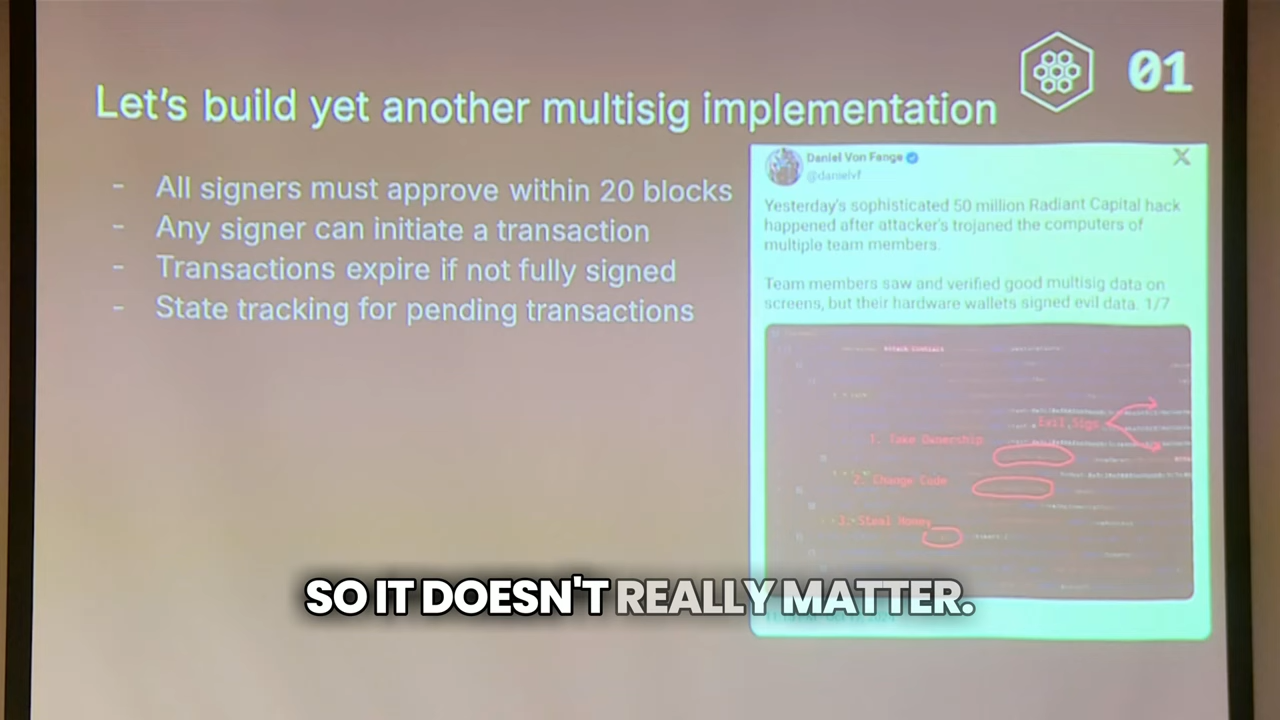 01
Let's build yet another multisig implementation
- All signers must approve within 20 blocks
- Any signer can initiate a transaction
- Transactions expire if not fully signed
- State tracking for pending transactions
Daniel Von Fange
@danielvf
X
Yesterday's sophisticated 50 million Radiant Capital hack
happened after attacker's trojaned the computers of
multiple team members.
Team members saw and verified good multisig data on
screens, but their hardware wallets signed evil data. 1/7
Attack Contract
Evil Sigs
1. Take Ownership
2. Change Code
3. Steal Money
SO IT DOESN'T REALLY MATTER.